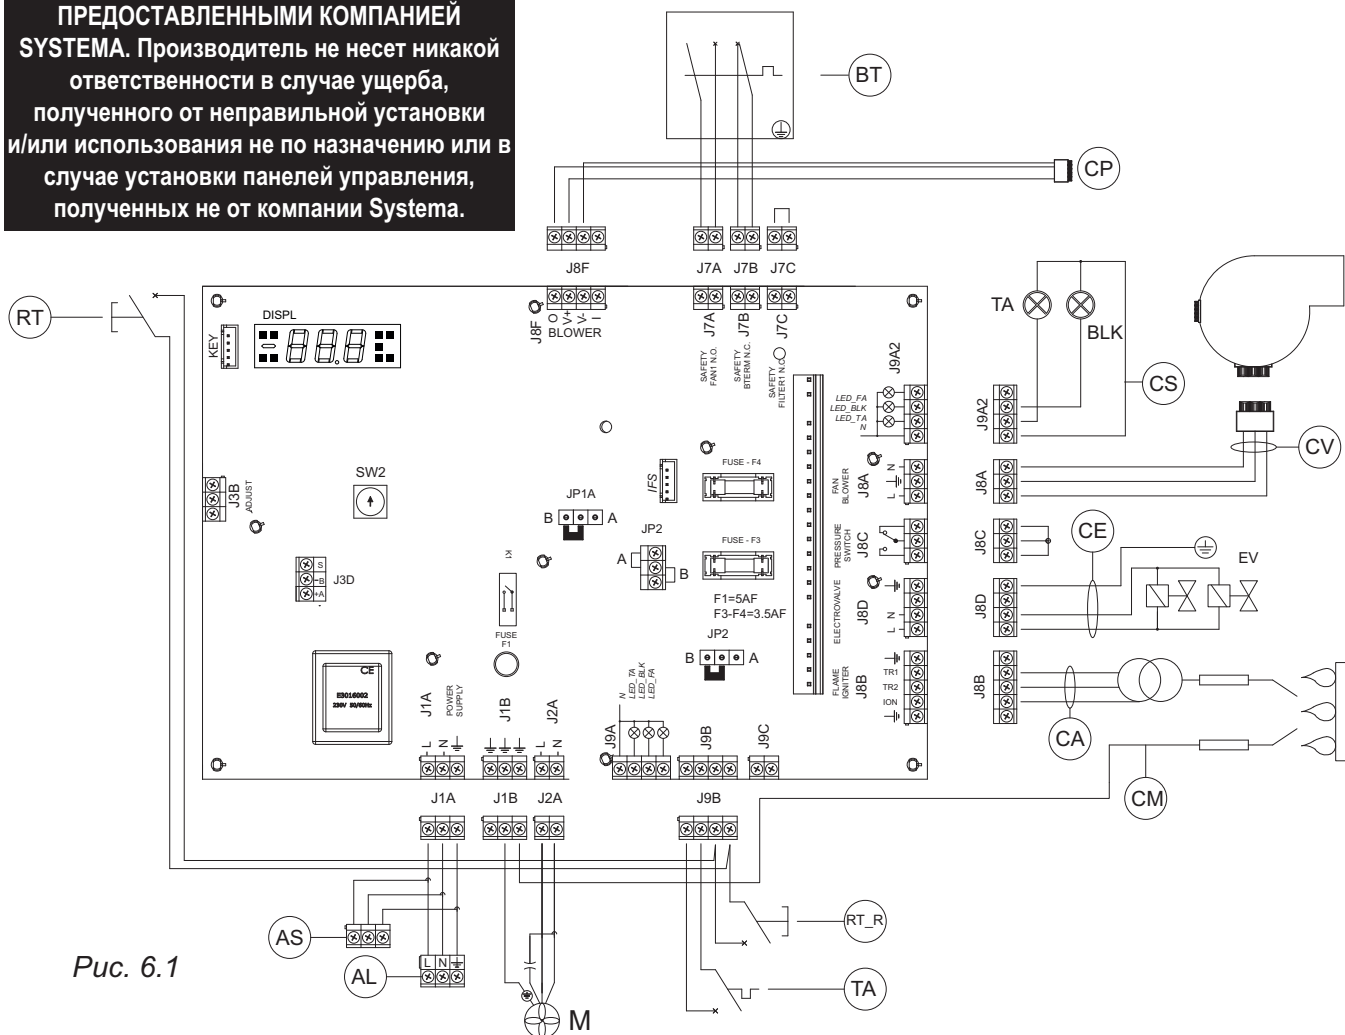 ПРЕДОСТАВЛЕННЫМИ КОМПАНИЕЙ
SYSTEMA. Производитель не несет никакой
ответственности в случае ущерба,
полученного от неправильной установки
и/или использования не по назначению или в
случае установки панелей управления,
полученных не от компании Systema.
BT
CP
J8F
J7A
J7B
J7C
RT
DISPL
KEY
J8F
O
V+
V-
I
BLOWER
J7A
J7B
J7C
SAFETY
FAN1 N.O.
SAFETY
BTERM N.C.
SAFETY
FILTER1 N.C.
TA
BLK
CS
J9A2
LED_FA
LED_BLK
LED_TA
N
J9A2
CV
J3B
ADJUST
SW2
JP1A
B
A
IFS
FUSE - F4
FAN
BLOWER
J8A
N
L
J8A
JP2
A
B
FUSE - F3
PRESSURE
SWITCH
J8C
J8C
CE
EV
S
-B
+A
J3D
K1
FUSE
F1
F1=5AF
F3-F4=3.5AF
ELECTROVALVE
J8D
N
L
J8D
JP2
B
A
FLAME
IGNITER
J8B
TR1
TR2
ION
J8B
CA
CM
CE
E3016002
230V 50/60Hz
J1A
POWER
SUPPLY
L
N
J1B
J2A
L
N
J9A
N
LED_TA
LED_BLK
LED_FA
J9B
J9C
J1A
J1B
J2A
J9B
AS
AL
L
N
M
RT_R
TA
Рис. 6.1